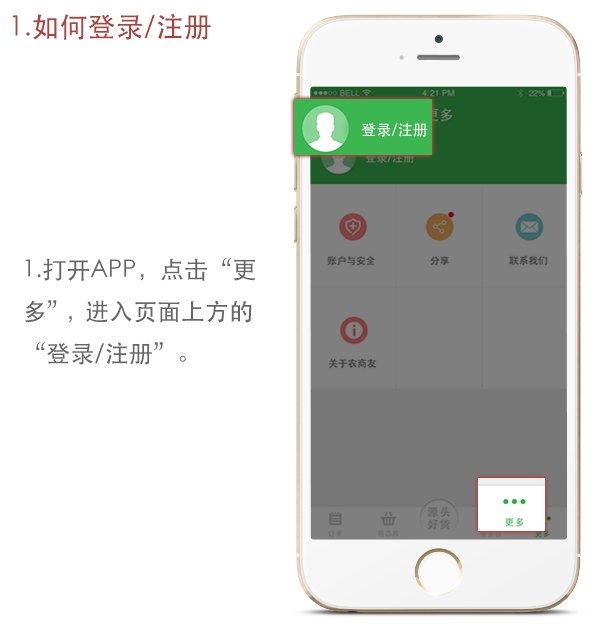 1.如何登录/注册
BELL
4:21 PM
22%
更多
登录/注册
登录/注册
账户与安全
分享
联系我们
关于农商友
1.打开APP，点击“更
多”, 进入页面上方的
“登录/注册”。
更多
订单
源头
好货
更多